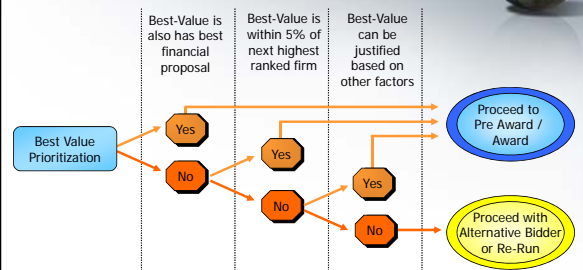 Best-Value is
also has best
financial
proposal
Best-Value is
within 5% of
next highest
ranked firm
Best-Value
can be
justified
based on
other factors
Best Value
Prioritization
Yes
No
Yes
No
Yes
No
Proceed to
Pre Award /
Award
Proceed with
Alternative Bidder
or Re-Run